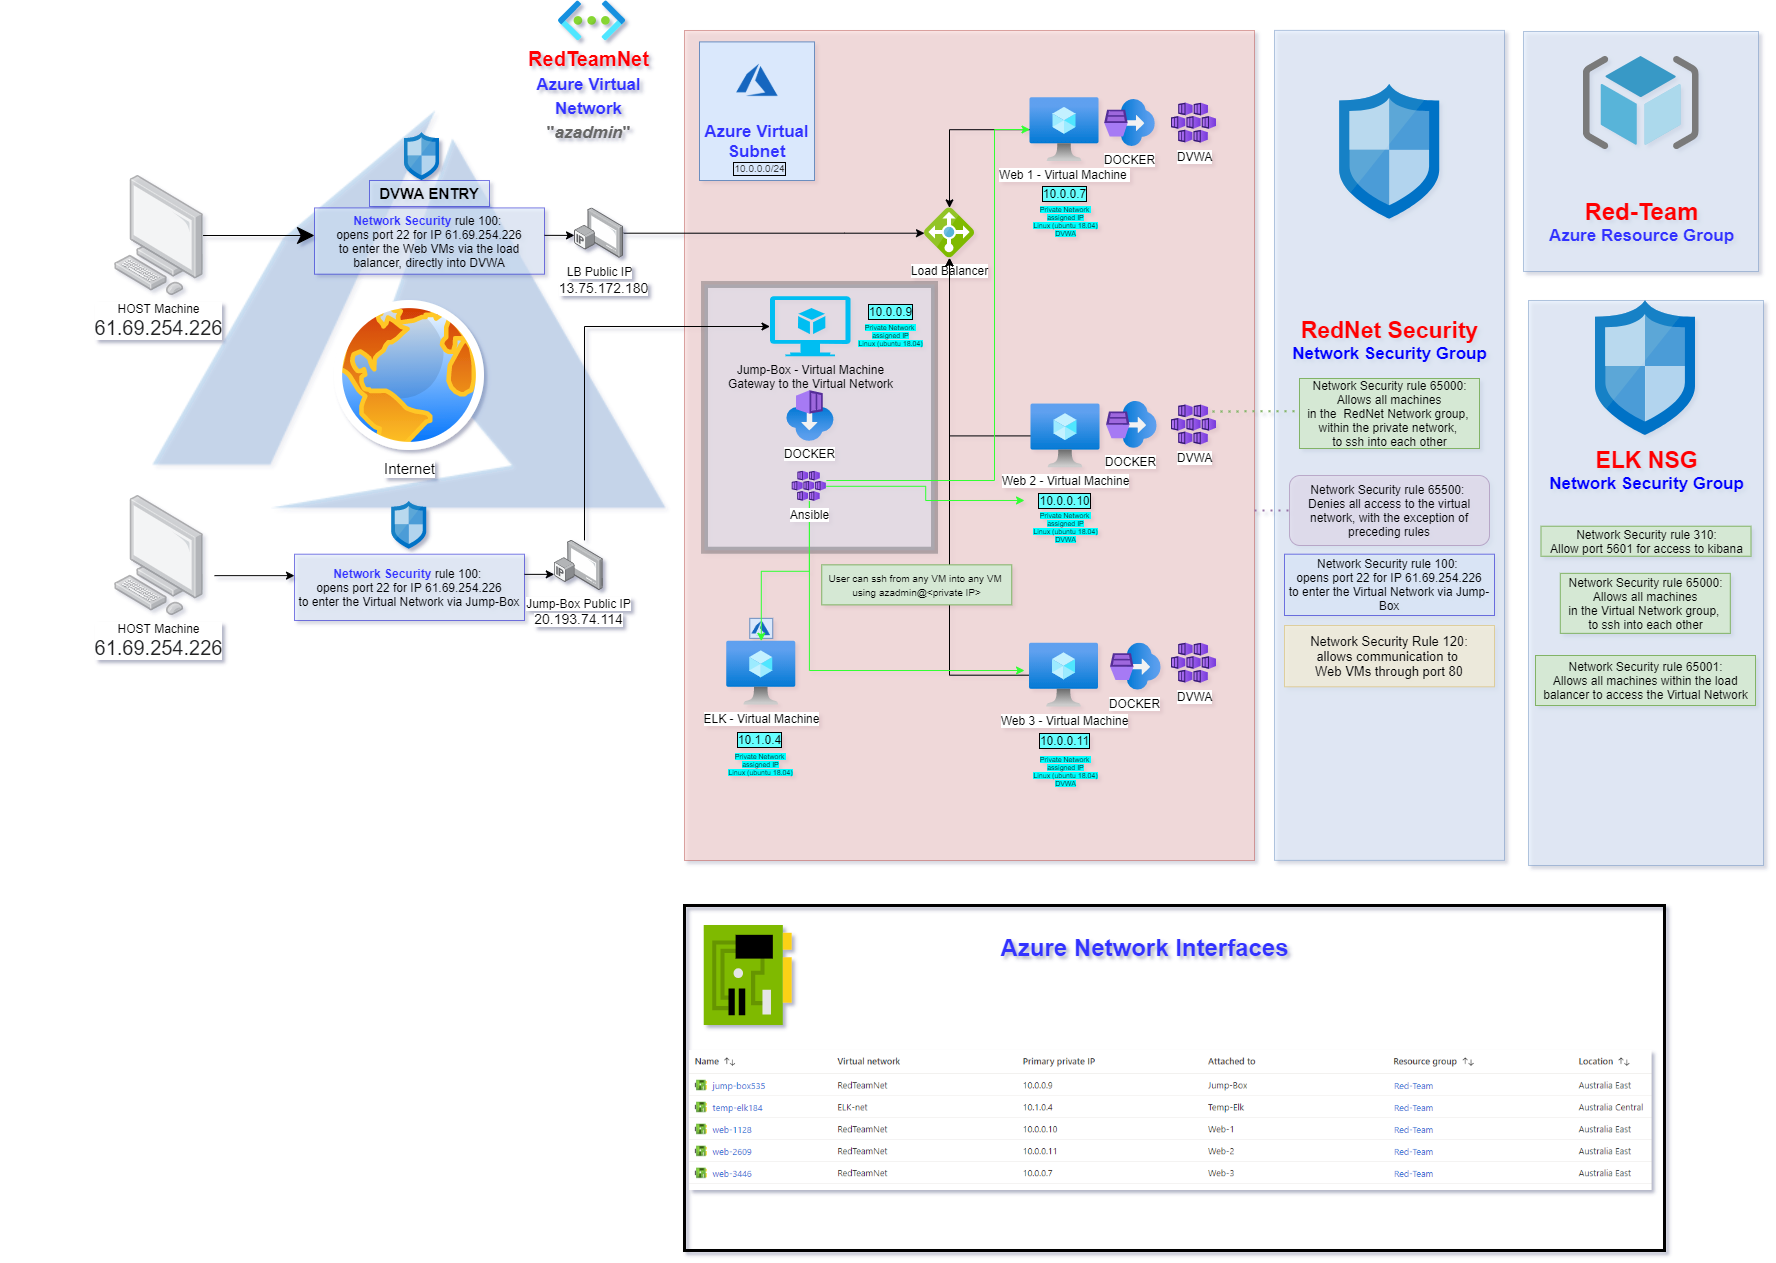 RedTeamNet
Azure Virtual
Network
"azadmin"
DVWA ENTRY
Network Security rule 100:
opens port 22 for IP 61.69.254.226
to enter the Web VMs via the load
balancer, directly into DVWA
HOST Machine
61.69.254.226
IP
LB Public IP
13.75.172.180
Internet
HOST Machine
61.69.254.226
Network Security rule 100:
opens port 22 for IP 61.69.254.226
to enter the Virtual Network via Jump-Box
IP
Jump-Box Public IP
20.193.74.114
Azure Virtual
Subnet
10.0.0.0/24
Load Balancer
Web 1 - Virtual Machine
10.0.0.7
Private Network
assigned IP
Linux (ubuntu 18.04)
DVWA
DOCKER
DVWA
10.0.0.9
Private Network
assigned IP
Linux (ubuntu 18.04)
Jump-Box - Virtual Machine
Gateway to the Virtual Network
DOCKER
Ansible
Web 2 - Virtual Machine
10.0.0.10
Private Network
assigned IP
Linux (ubuntu 18.04)
DVWA
DOCKER
DVWA
User can ssh from any VM into any VM
using azadmin@<private IP>
ELK - Virtual Machine
10.1.0.4
Private Network
assigned IP
Linux (ubuntu 18.04)
Web 3 - Virtual Machine
10.0.0.11
Private Network
assigned IP
Linux (ubuntu 18.04)
DVWA
DOCKER
DVWA
RedNet Security
Network Security Group
Network Security rule 65000:
Allows all machines
in the RedNet Network group,
within the private network,
to ssh into each other
Network Security rule 65500:
Denies all access to the virtual
network, with the exception of
preceding rules
Network Security rule 100:
opens port 22 for IP 61.69.254.226
to enter the Virtual Network via Jump-
Box
Network Security Rule 120:
allows communication to
Web VMs through port 80
Red-Team
Azure Resource Group
ELK NSG
Network Security Group
Network Security rule 310:
Allow port 5601 for access to kibana
Network Security rule 65000:
Allows all machines
in the Virtual Network group,
to ssh into each other
Network Security rule 65001:
Allows all machines within the load
balancer to access the Virtual Network
Azure Network Interfaces
Name ↑↓ Virtual network Primary private IP Attached to Resource group ↑↓ Location ↑↓
jump-box535 RedTeamNet 10.0.0.9 Jump-Box Red-Team Australia East
temp-elk184 ELK-net 10.1.0.4 Temp-Elk Red-Team Australia Central
web-1128 RedTeamNet 10.0.0.10 Web-1 Red-Team Australia East
web-2609 RedTeamNet 10.0.0.11 Web-2 Red-Team Australia East
web-3446 RedTeamNet 10.0.0.7 Web-3 Red-Team Australia East